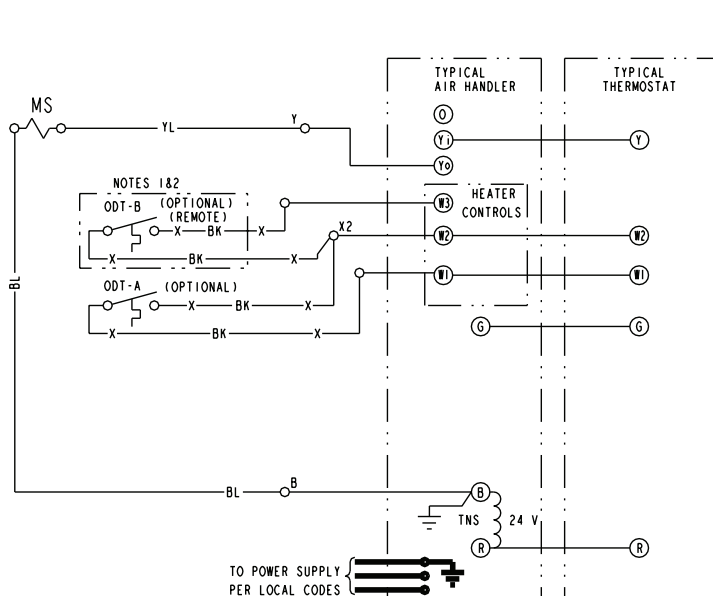 TYPICAL
AIR HANDLER
TYPICAL
THERMOSTAT
MS
O
YL
Y
Yi
Y
Yo
NOTES 1&2
ODT-B
(OPTIONAL)
(REMOTE)
W3
HEATER
CONTROLS
X
BK
X
X2
W2
W2
X
BK
X
BL
ODT-A
(OPTIONAL)
W1
W1
X
BK
X
X
BK
X
G
G
BL
B
B
TNS
24 V
R
R
TO POWER SUPPLY
PER LOCAL CODES